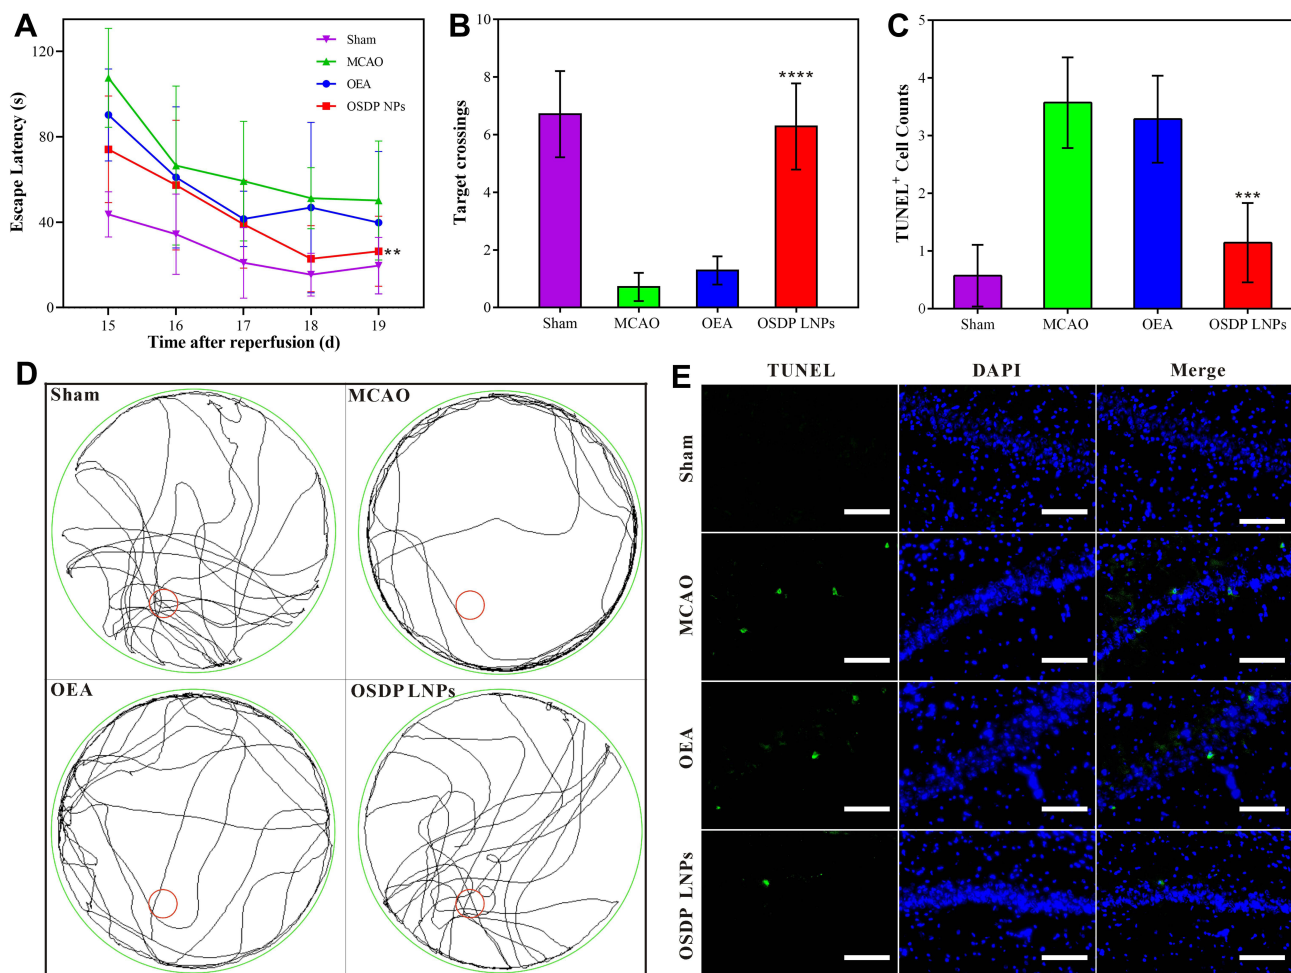 A
Escape Latency (s)
120
80
40
0
15 16 17 18 19
Time after reperfusion (d)
Sham
MCAO
OEA
OSDP NPs
**
B
Target crossings
10
8
6
4
2
0
****
Sham MCAO OEA OSDP LNPs
C
TUNEL+ Cell Counts
5
4
3
2
1
0
***
Sham MCAO OEA OSDP LNPs
D
Sham
MCAO
OEA
OSDP LNPs
E
TUNEL DAPI Merge
Sham
MCAO
OEA
OSDP LNPs